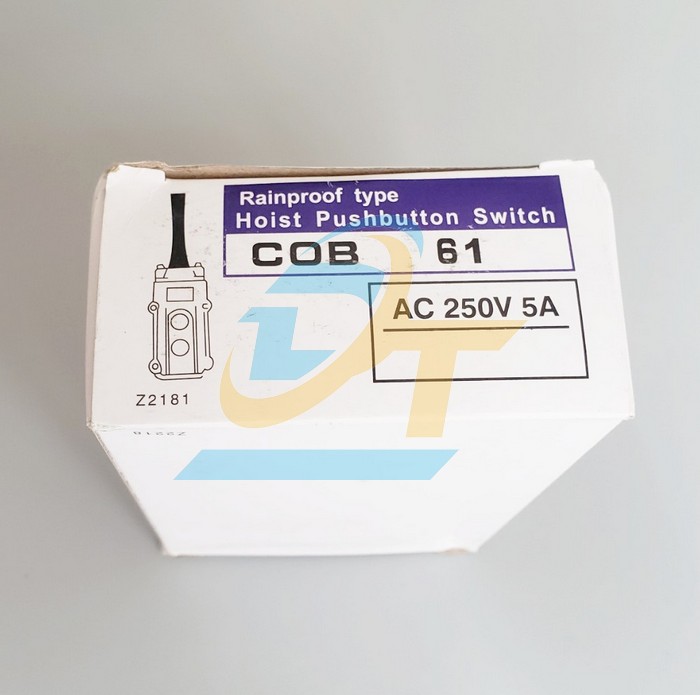 Rainproof type
Hoist Pushbutton Switch
COB 61
AC 250V 5A
Z2181